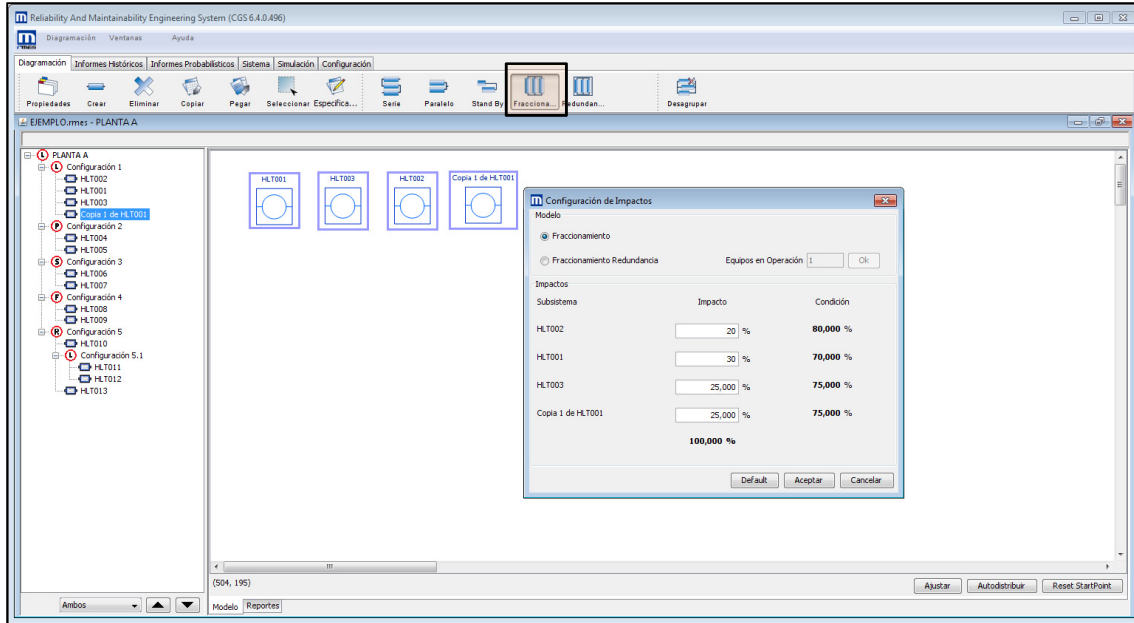 Reliability And Maintainability Engineering System (CGS 6.4.0.496)
Diagramación Ventanas Ayuda
Diagramación Informes Históricos Informes Probabilísticos Sistema Simulación Configuración
Propiedades Crear Eliminar Copiar Pegar Seleccionar Especifica... Serie Paralelo Stand By Fracciona... Redundan... Desagrupar
EJEMPLO.rmes - PLANTA A
L PLANTA A
L Configuración 1
HLT002
HLT001
HLT003
Copia 1 de HLT001
P Configuración 2
HLT004
HLT005
S Configuración 3
HLT006
HLT007
F Configuración 4
HLT008
HLT009
R Configuración 5
HLT010
L Configuración 5.1
HLT011
HLT012
HLT013
Ambos
HLT001 HLT003 HLT002 Copia 1 de HLT001
Configuración de Impactos
Modelo
Fraccionamiento
Fraccionamiento Redundancia Equipos en Operación 1 Ok
Impactos
Subsistema Impacto Condición
HLT002 20 % 80,000 %
HLT001 30 % 70,000 %
HLT003 25,000 % 75,000 %
Copia 1 de HLT001 25,000 % 75,000 %
100,000 %
Default Aceptar Cancelar
(504, 195)
Ajustar Autodistribuir Reset StartPoint
Modelo Reportes